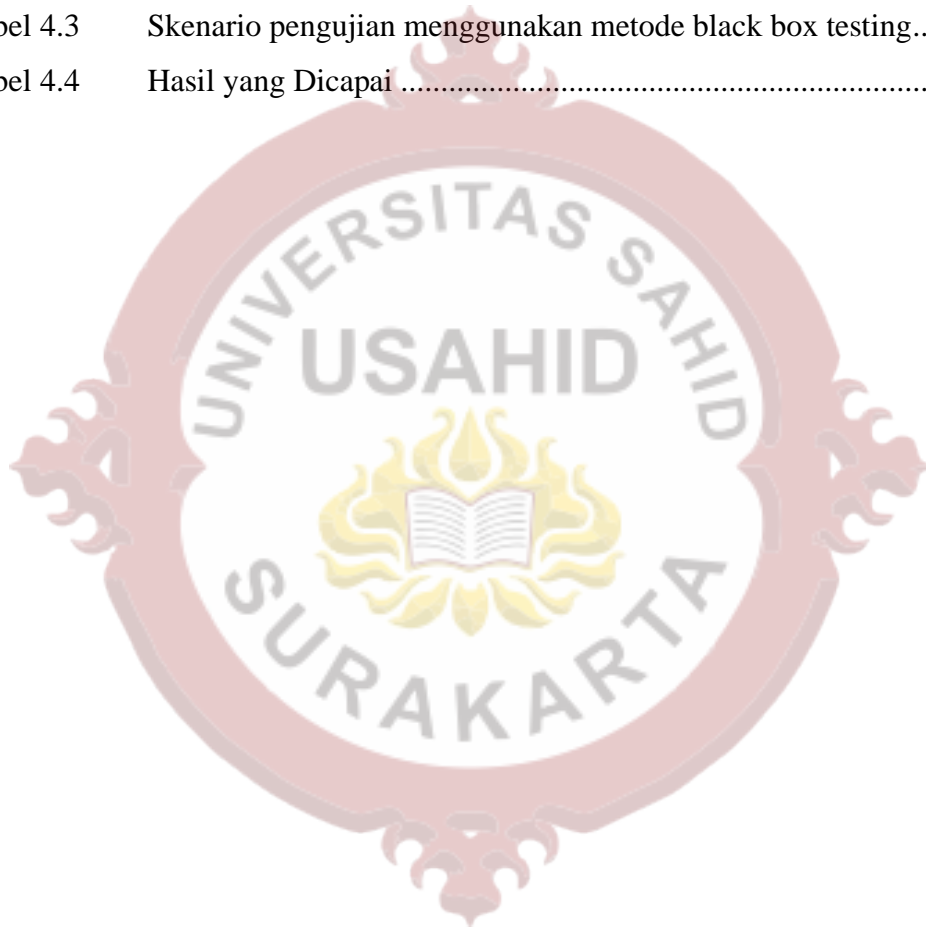 bel 4.3 Skenario pengujian menggunakan metode black box testing..
bel 4.4 Hasil yang Dicapai ..................................................................
UNIVERSITAS SAHID
USAHID
SURAKARTA